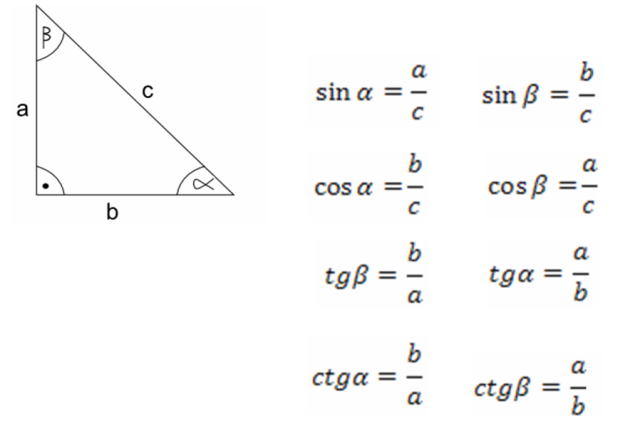 β
a
c
α
b
sin α = a/c
sin β = b/c
cos α = b/c
cos β = a/c
tgβ = b/a
tgα = a/b
ctgα = b/a
ctgβ = a/b